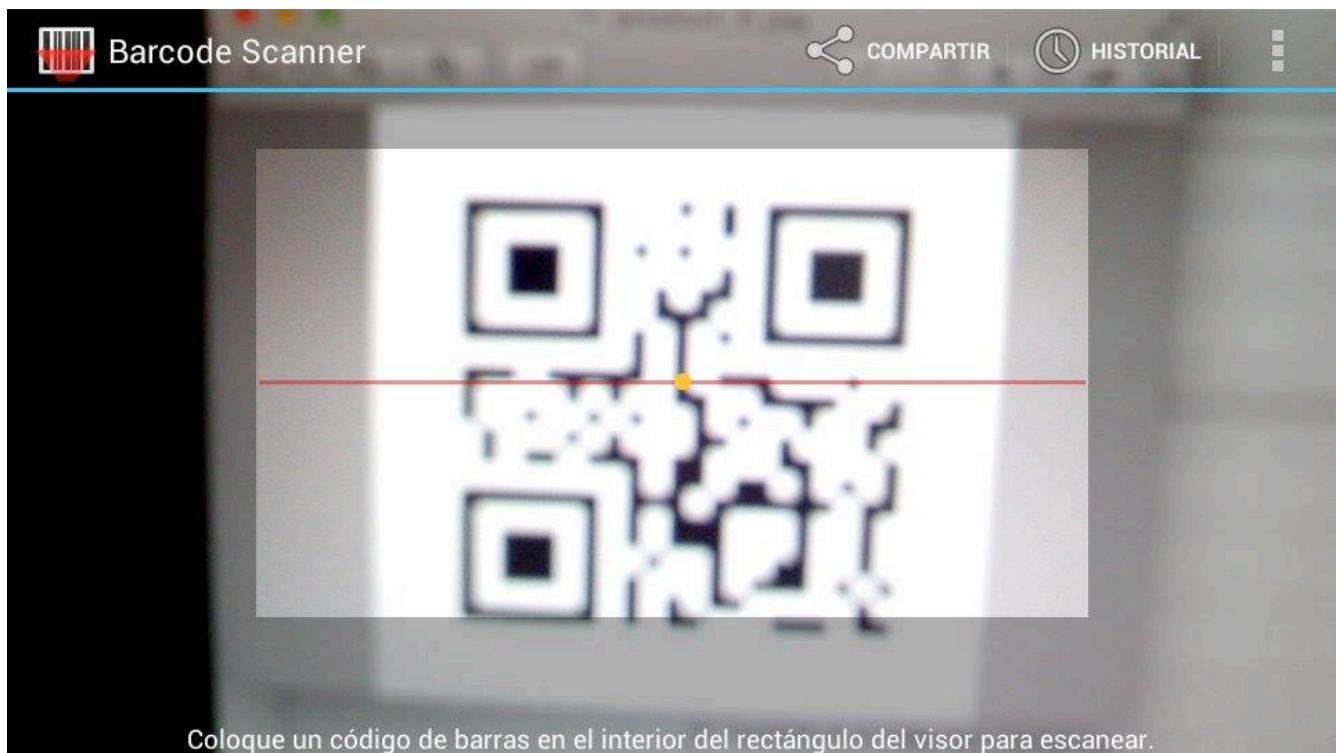 Barcode Scanner
COMPARTIR
HISTORIAL
Coloque un código de barras en el interior del rectángulo del visor para escanear.